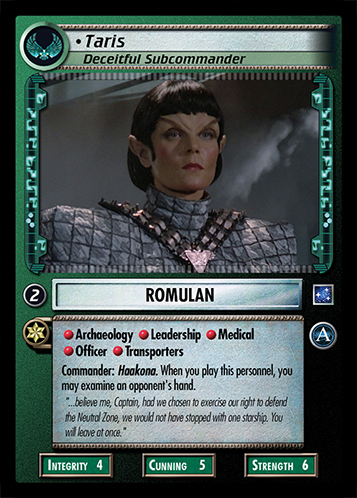 • Taris
Deceitful Subcommander
2
ROMULAN
A
• Archaeology • Leadership • Medical
• Officer • Transporters
Commander: Haakona. When you play this personnel, you
may examine an opponent's hand.
"...believe me, Captain, had we chosen to exercise our right to defend
the Neutral Zone, we would not have stopped with one starship. You
will leave at once."
INTEGRITY 4 CUNNING 5 STRENGTH 6